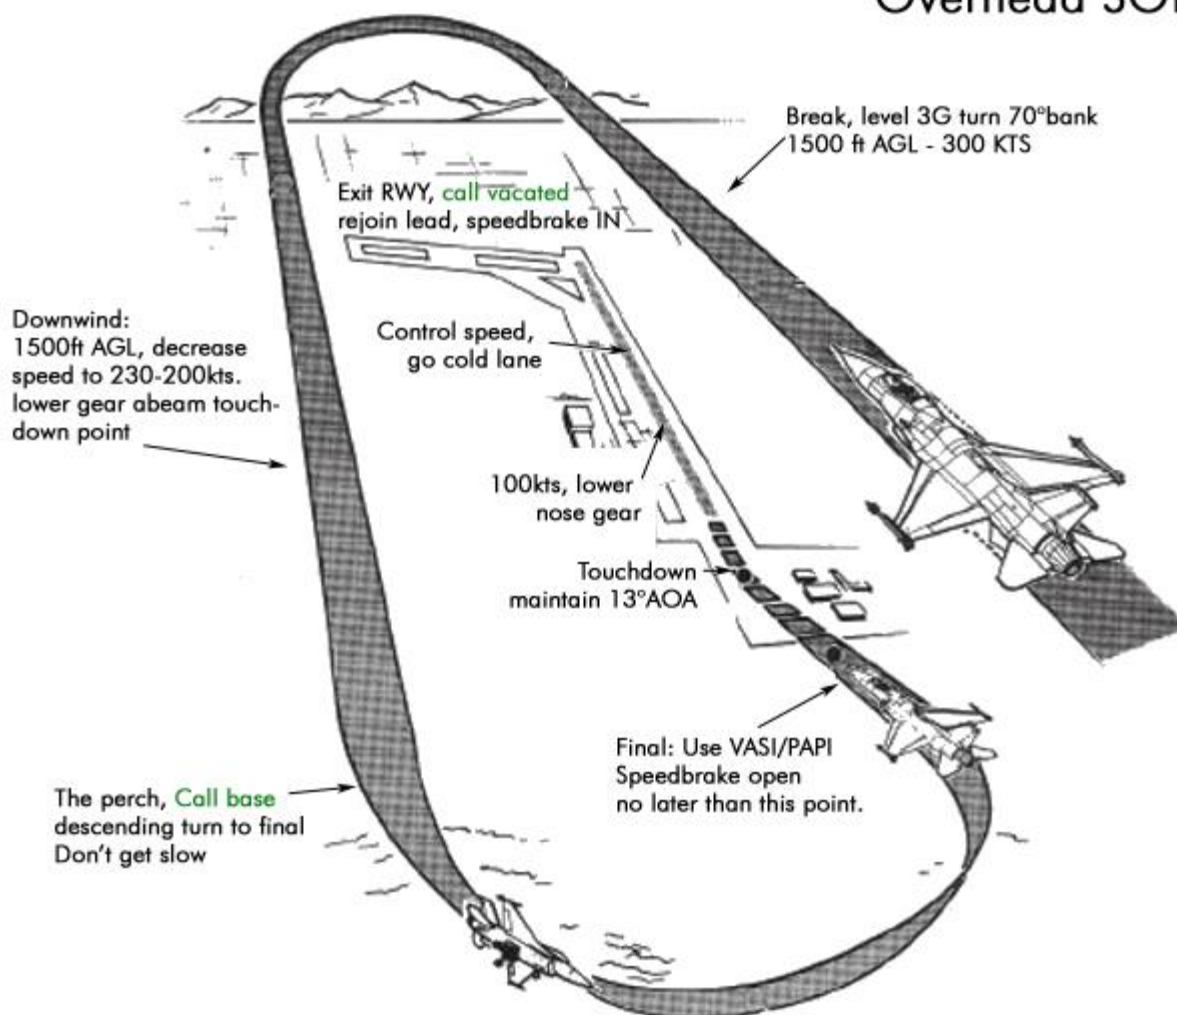 Overhead
Break, level 3G turn 70°bank
1500 ft AGL - 300 KTS
Exit RWY, call vacated
rejoin lead, speedbrake IN
Downwind:
1500ft AGL, decrease
speed to 230-200kts.
lower gear abeam touch-
down point
Control speed,
go cold lane
100kts, lower
nose gear
Touchdown
maintain 13°AOA
Final: Use VASI/PAPI
Speedbrake open
no later than this point.
The perch, Call base
descending turn to final
Don't get slow